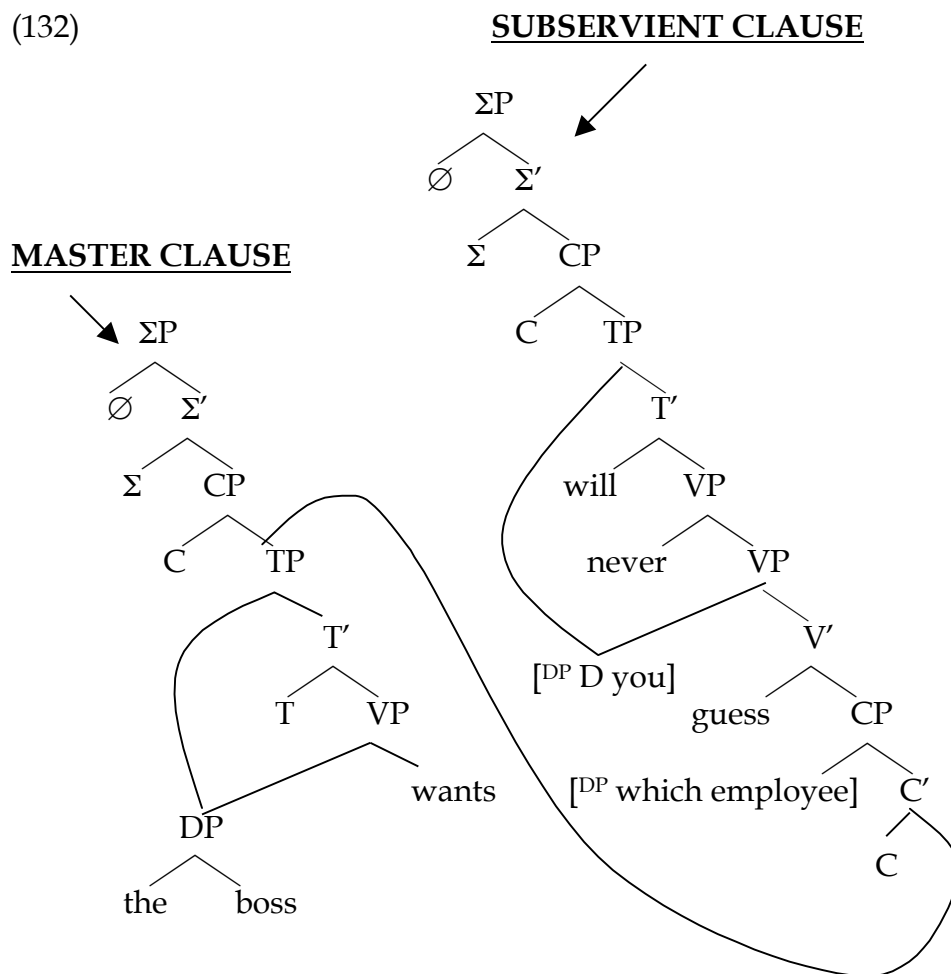 (132)
SUBSERVIENT CLAUSE
ΣP
∅ Σ'
Σ CP
C TP
T'
will VP
never VP
[DP D you] V'
guess CP
[DP which employee] C'
C
MASTER CLAUSE
ΣP
∅ Σ'
Σ CP
C TP
T'
T VP
wants
DP
the boss